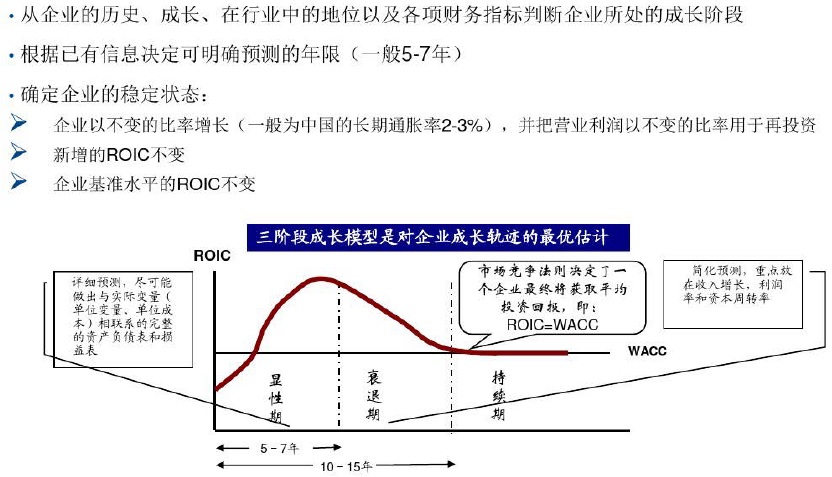 • 从企业的历史、成长、在行业中的地位以及各项财务指标判断企业所处的成长阶段
• 根据已有信息决定可明确预测的年限（一般5-7年）
• 确定企业的稳定状态：
➢ 企业以不变的比率增长（一般为中国的长期通胀率2-3%），并把营业利润以不变的比率用于再投资
➢ 新增的ROIC不变
➢ 企业基准水平的ROIC不变
三阶段成长模型是对企业成长轨迹的最优估计
ROIC
详细预测，尽可能
做出与实际变量（
单位变量、单位成
本）相联系的完整
的资产负债表和损
益表
市场竞争法则决定了一
个企业最终将获取平均
投资回报，即：
ROIC=WACC
简化预测，重点放
在收入增长，利润
率和资本周转率
WACC
显性期
衰退期
持续期
5-7年
10-15年